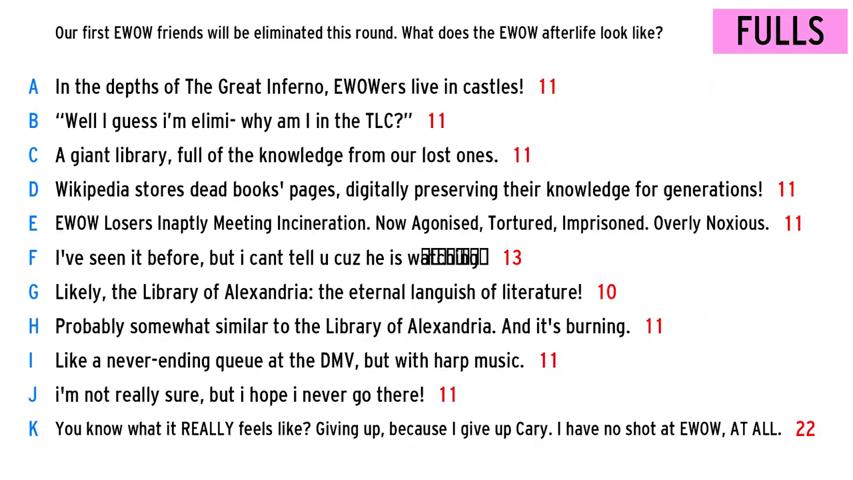 Our first EWOW friends will be eliminated this round. What does the EWOW afterlife look like?
FULLS
A In the depths of The Great Inferno, EWOWers live in castles! 11
B “Well I guess i’m elimi- why am I in the TLC?” 11
C A giant library, full of the knowledge from our lost ones. 11
D Wikipedia stores dead books' pages, digitally preserving their knowledge for generations! 11
E EWOW Losers Inaptly Meeting Incineration. Now Agonised, Tortured, Imprisoned. Overly Noxious. 11
F I've seen it before, but i cant tell u cuz he is 13
G Likely, the Library of Alexandria: the eternal languish of literature! 10
H Probably somewhat similar to the Library of Alexandria. And it's burning. 11
I Like a never-ending queue at the DMV, but with harp music. 11
J i'm not really sure, but i hope i never go there! 11
K You know what it REALLY feels like? Giving up, because I give up Cary. I have no shot at EWOW, AT ALL. 22